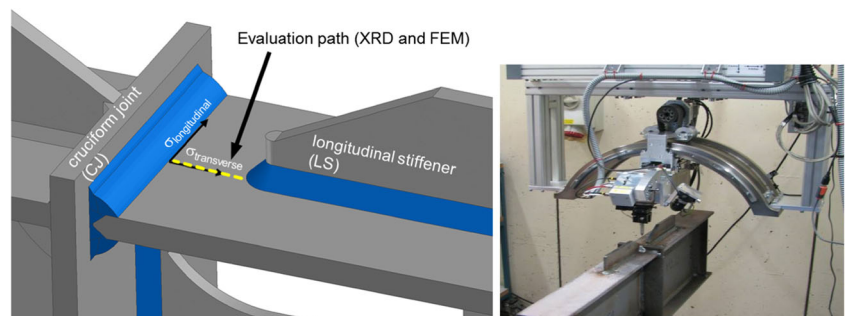 Evaluation path (XRD and FEM)
cruciform joint
(CJ)
σlongitudinal
σtransverse
longitudinal stiffener
(LS)